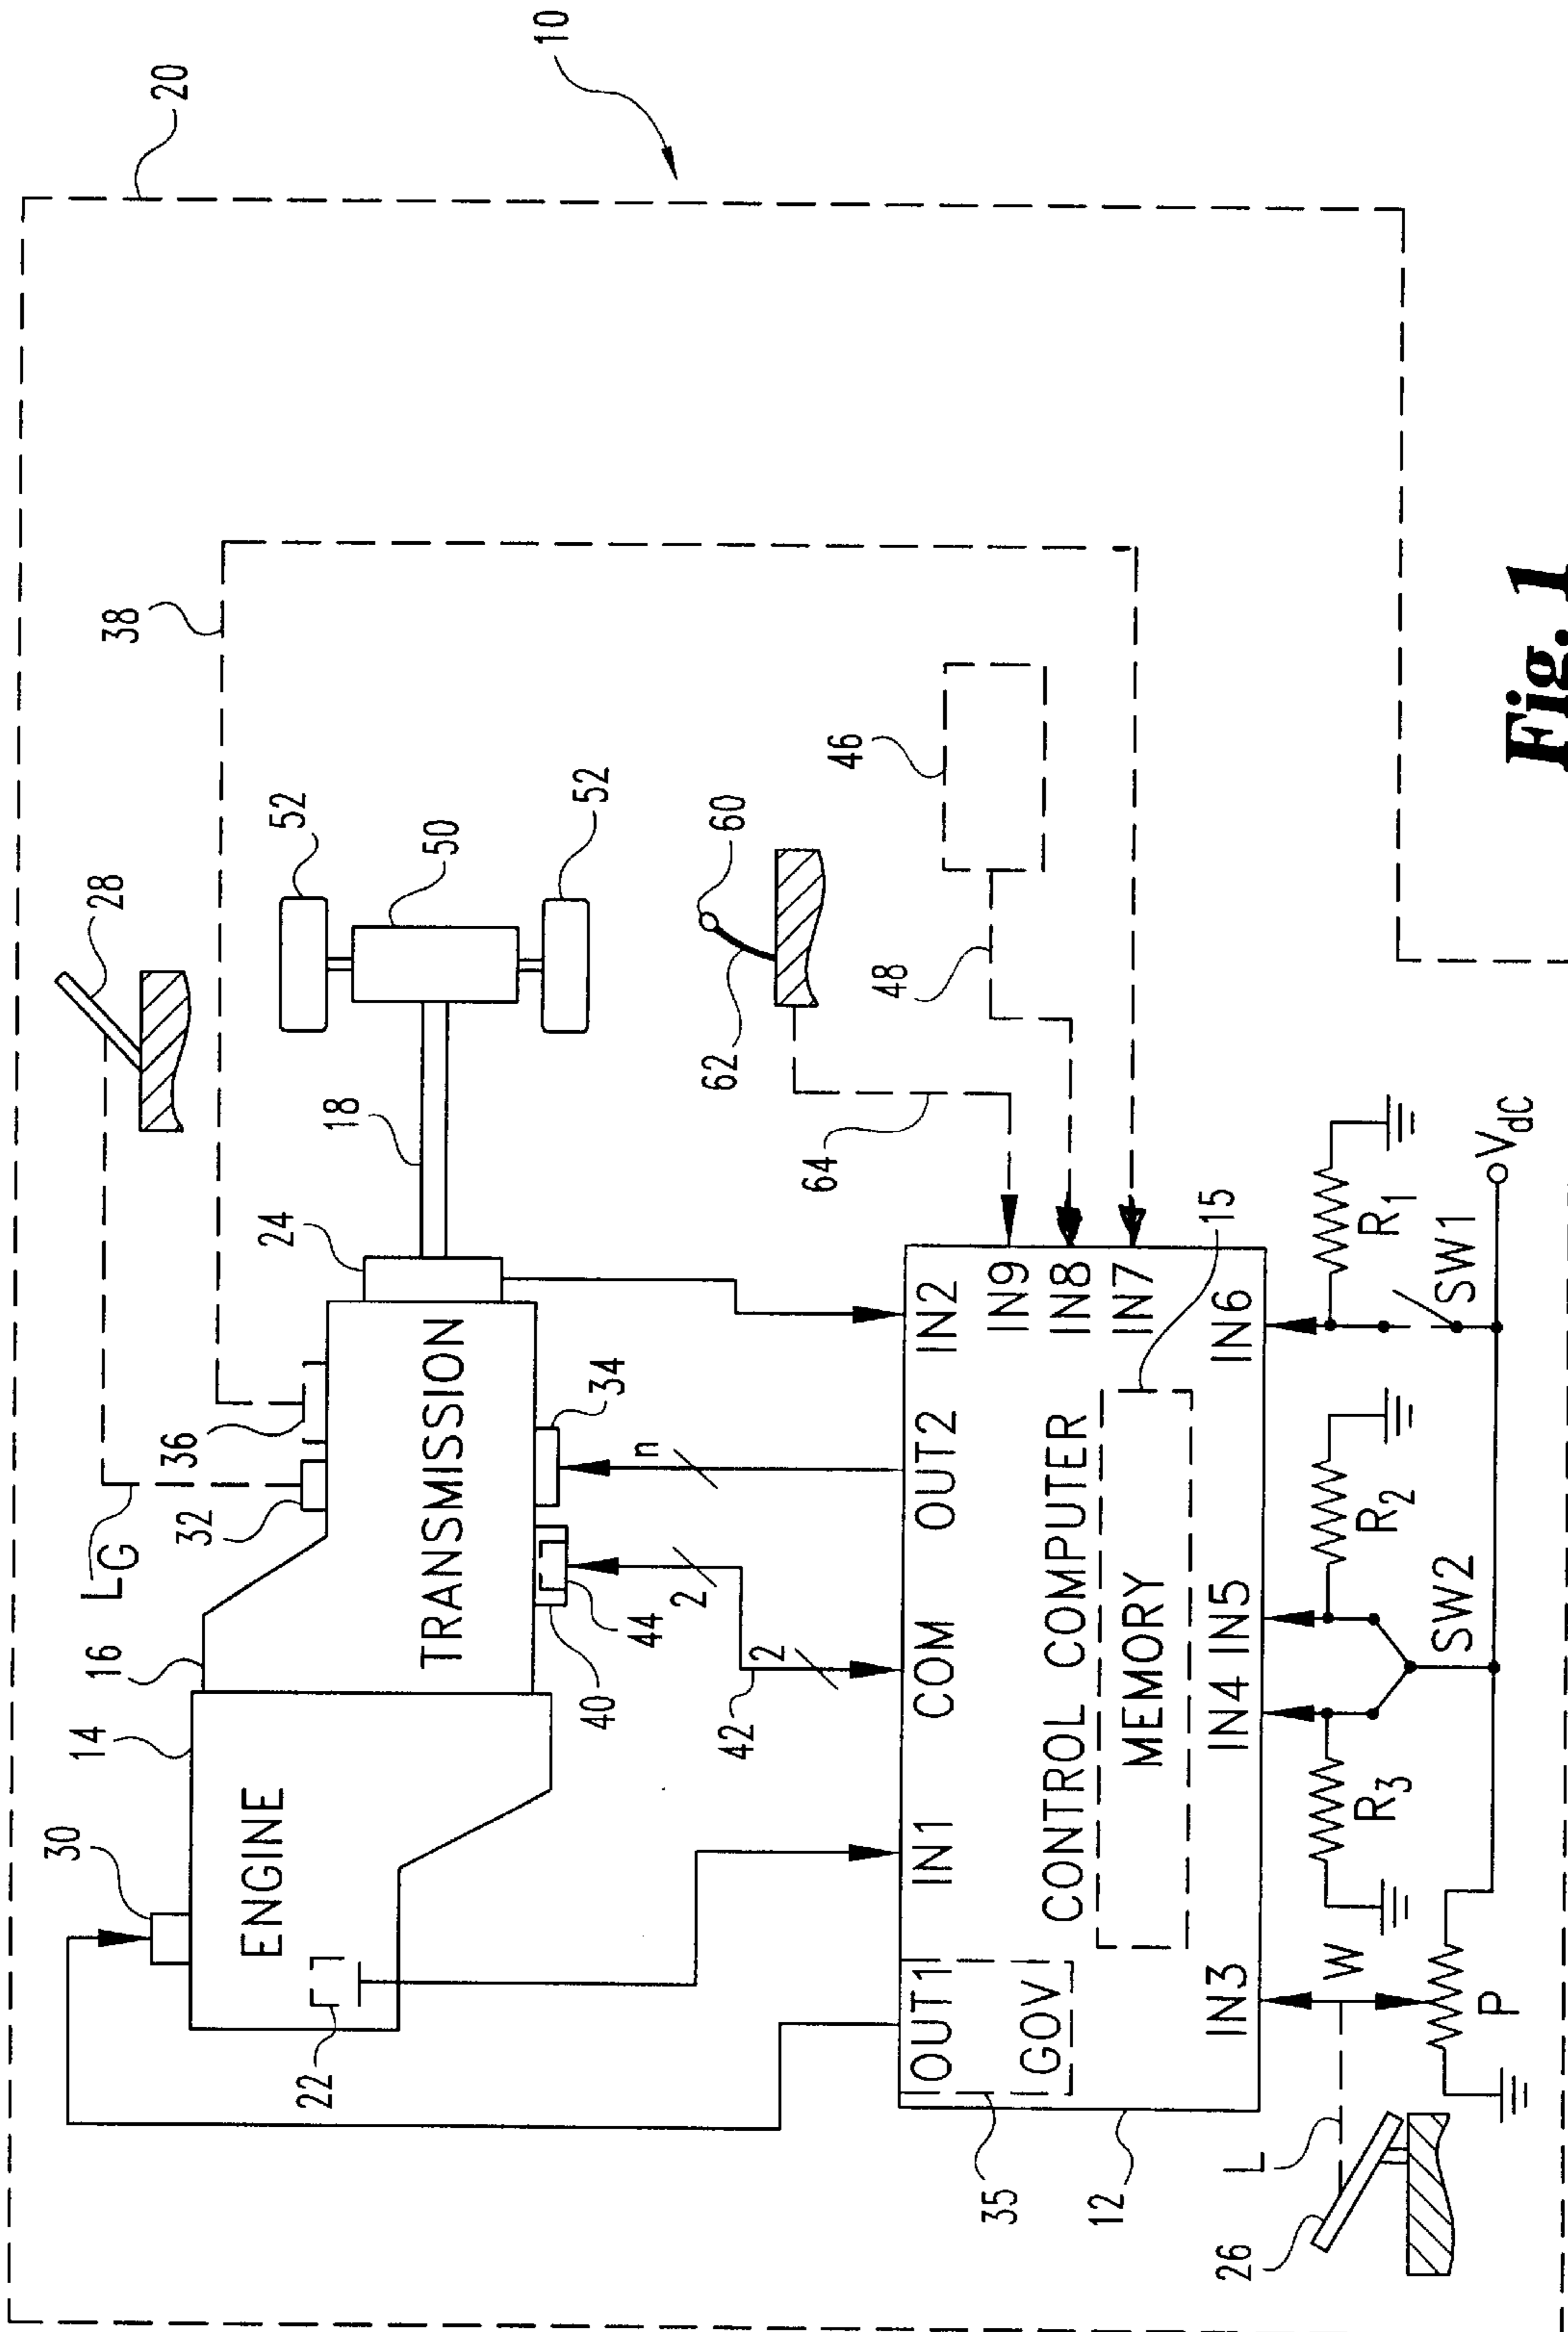 20
10
28
38
L_G
52
32
36
24
18
50
52
14
16
30
ENGINE
TRANSMISSION
22
40
44
34
n
2
42
2
60
62
64
46
48
OUT1
IN1
COM
OUT2
IN2
GOV
35
CONTROL COMPUTER
MEMORY
15
IN9
IN8
IN7
12
IN3
IN4
IN5
IN6
L
W
26
R3
R2
R1
P
SW2
SW1
VdC
Fig. 1